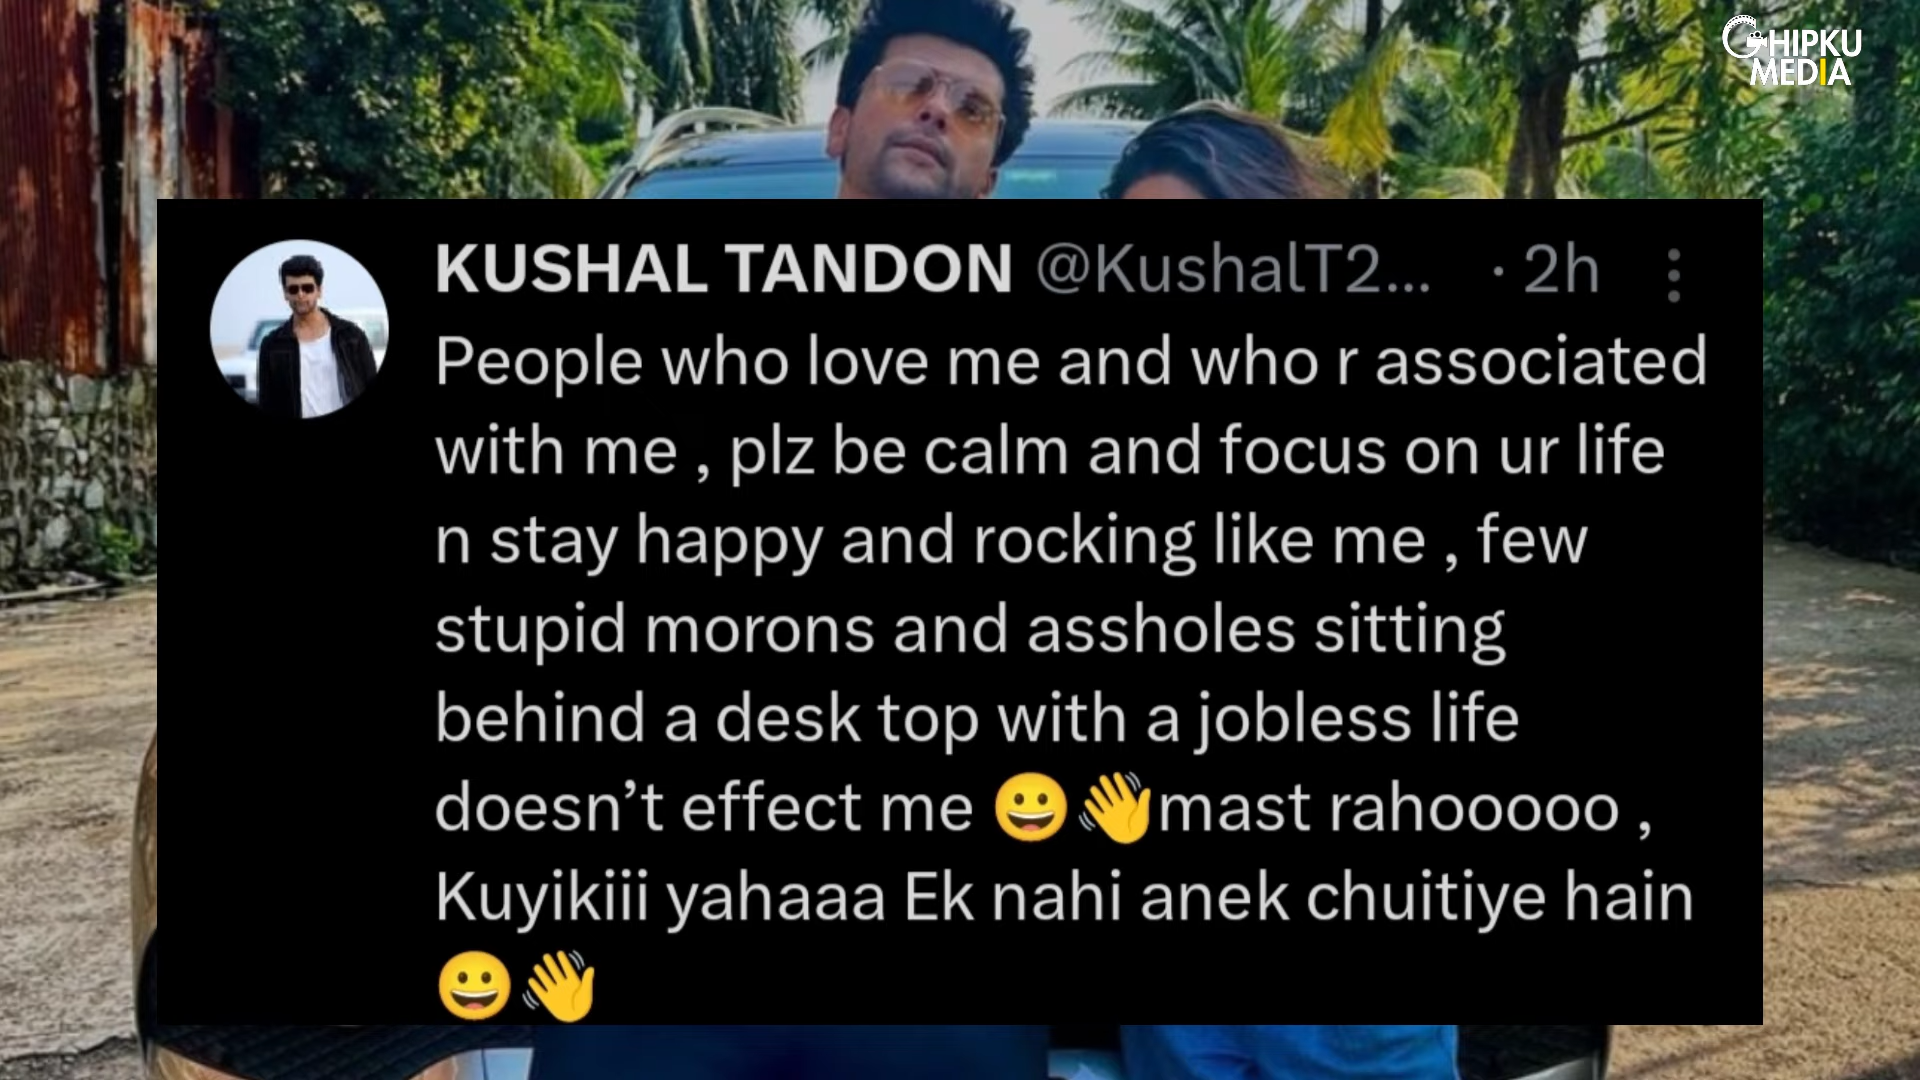 CHIPKU
MEDIA
KUSHAL TANDON @KushalT2... · 2h
People who love me and who r associated
with me , plz be calm and focus on ur life
n stay happy and rocking like me , few
stupid morons and assholes sitting
behind a desk top with a jobless life
doesn’t effect me 😀👋mast rahooooo ,
Kuyikiii yahaaa Ek nahi anek chuitiye hain
😀👋